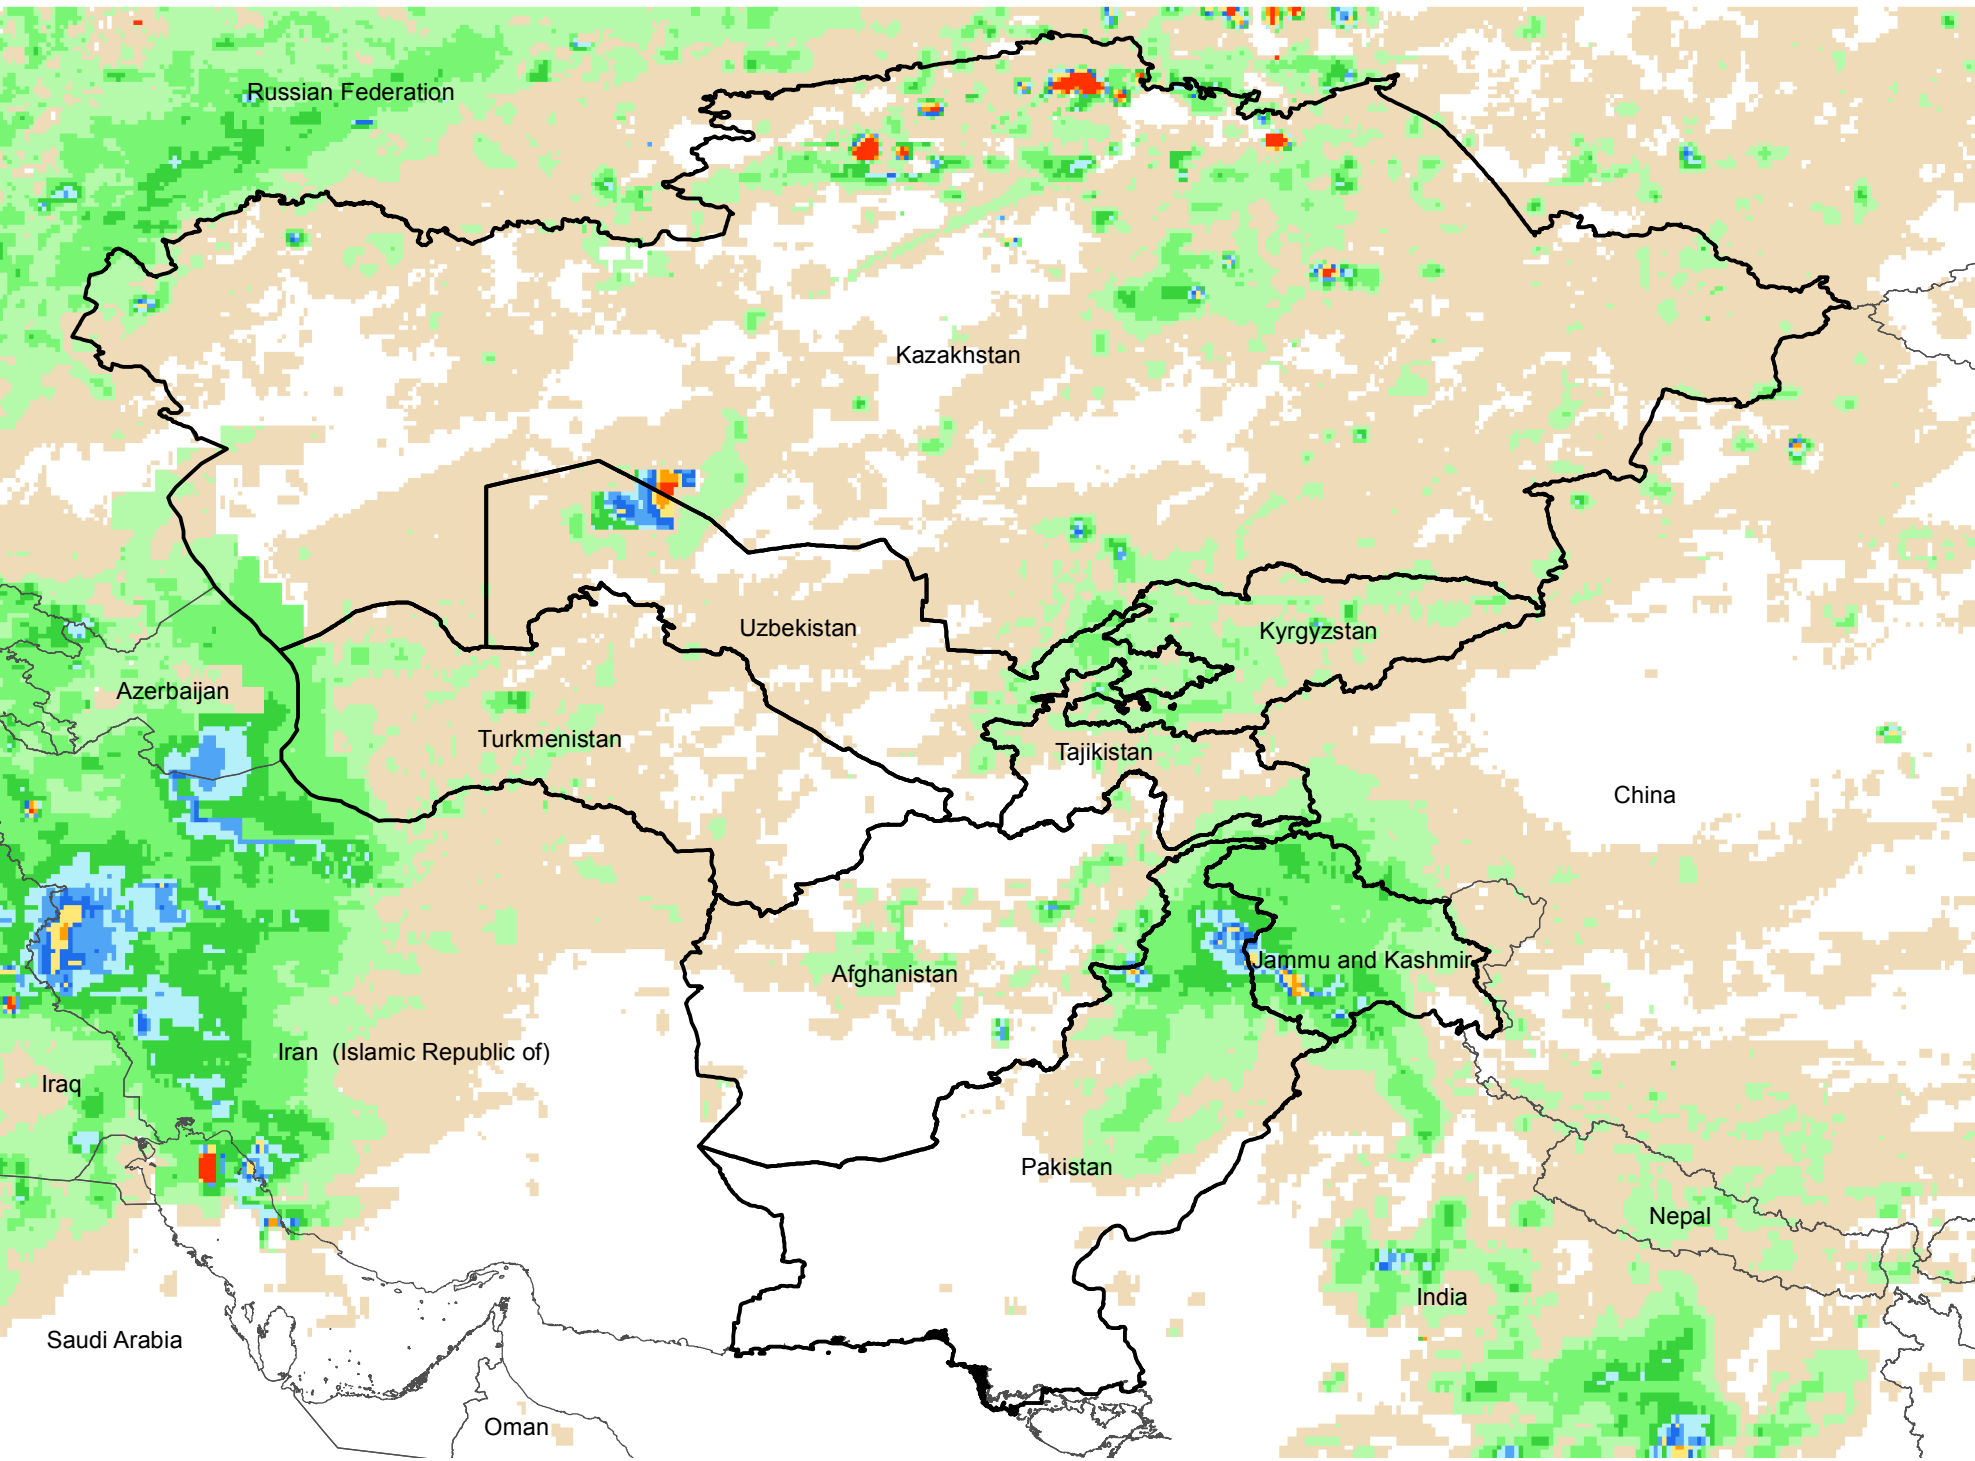 Russian Federation
Kazakhstan
Uzbekistan
Kyrgyzstan
Azerbaijan
Turkmenistan
Tajikistan
China
Afghanistan
Jammu and Kashmir
Iran  (Islamic Republic of)
Iraq
Pakistan
Nepal
India
Saudi Arabia
Oman